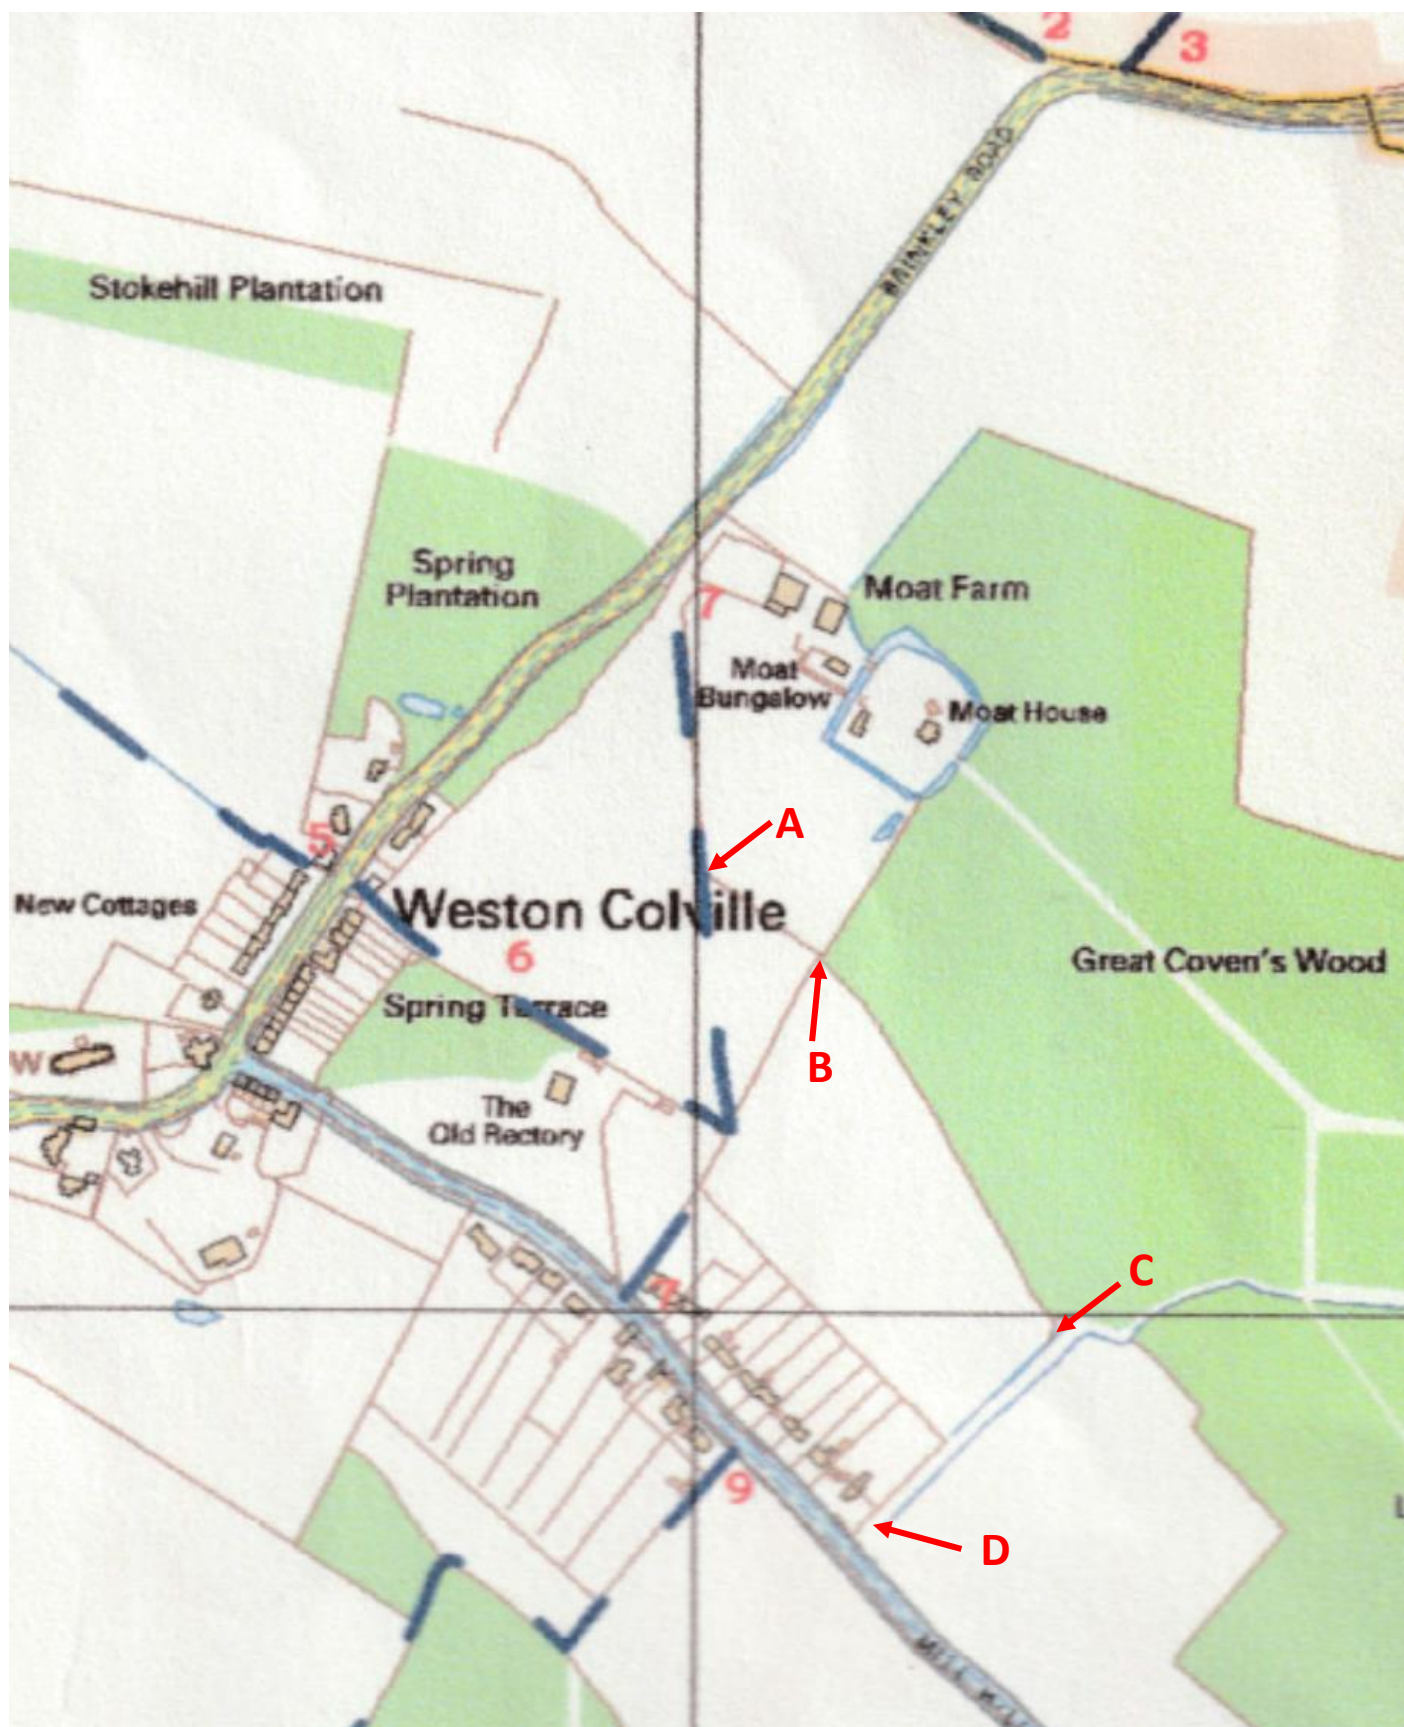 2
3
BRINKLEY ROAD
Stokehill Plantation
Spring
Plantation
Moat Farm
7
Moat
Bungalow
Moat House
A
5
New Cottages
Weston Colville
6
Great Coven's Wood
Spring Terrace
W
B
The
Old Rectory
C
7
9
D
L